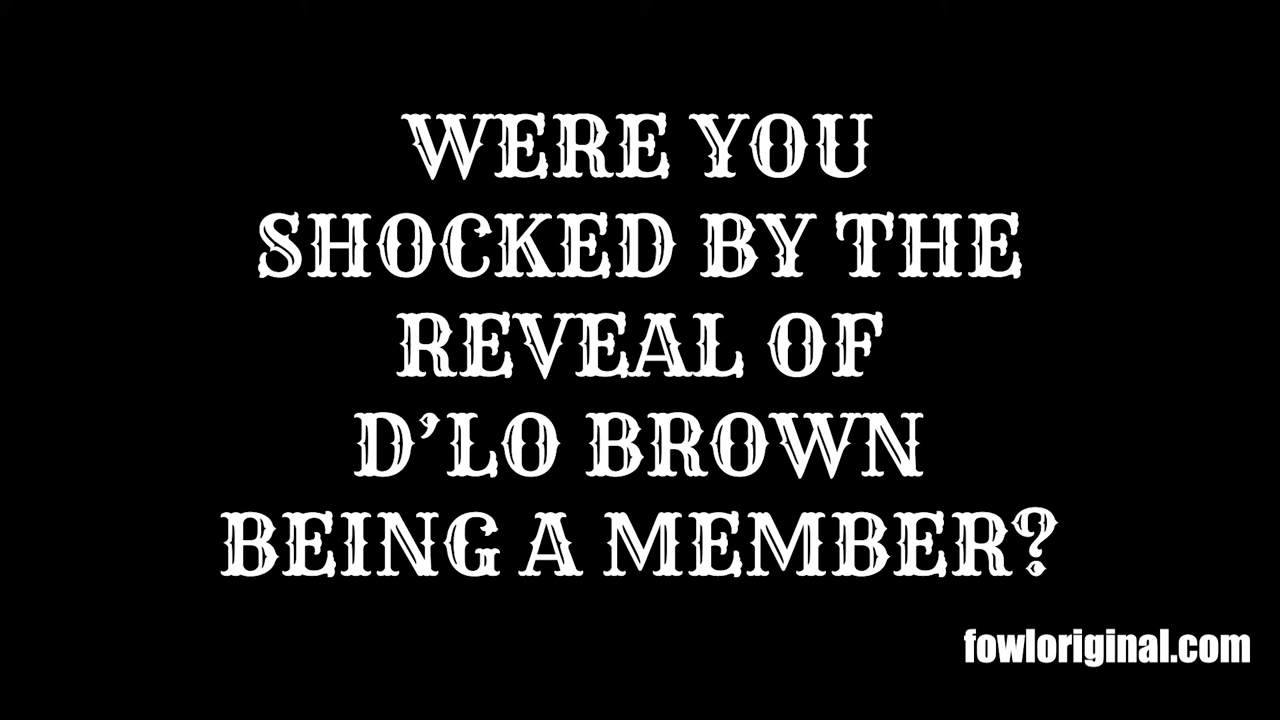 WERE YOU
SHOCKED BY THE
REVEAL OF
D’LO BROWN
BEING A MEMBER?
fowloriginal.com